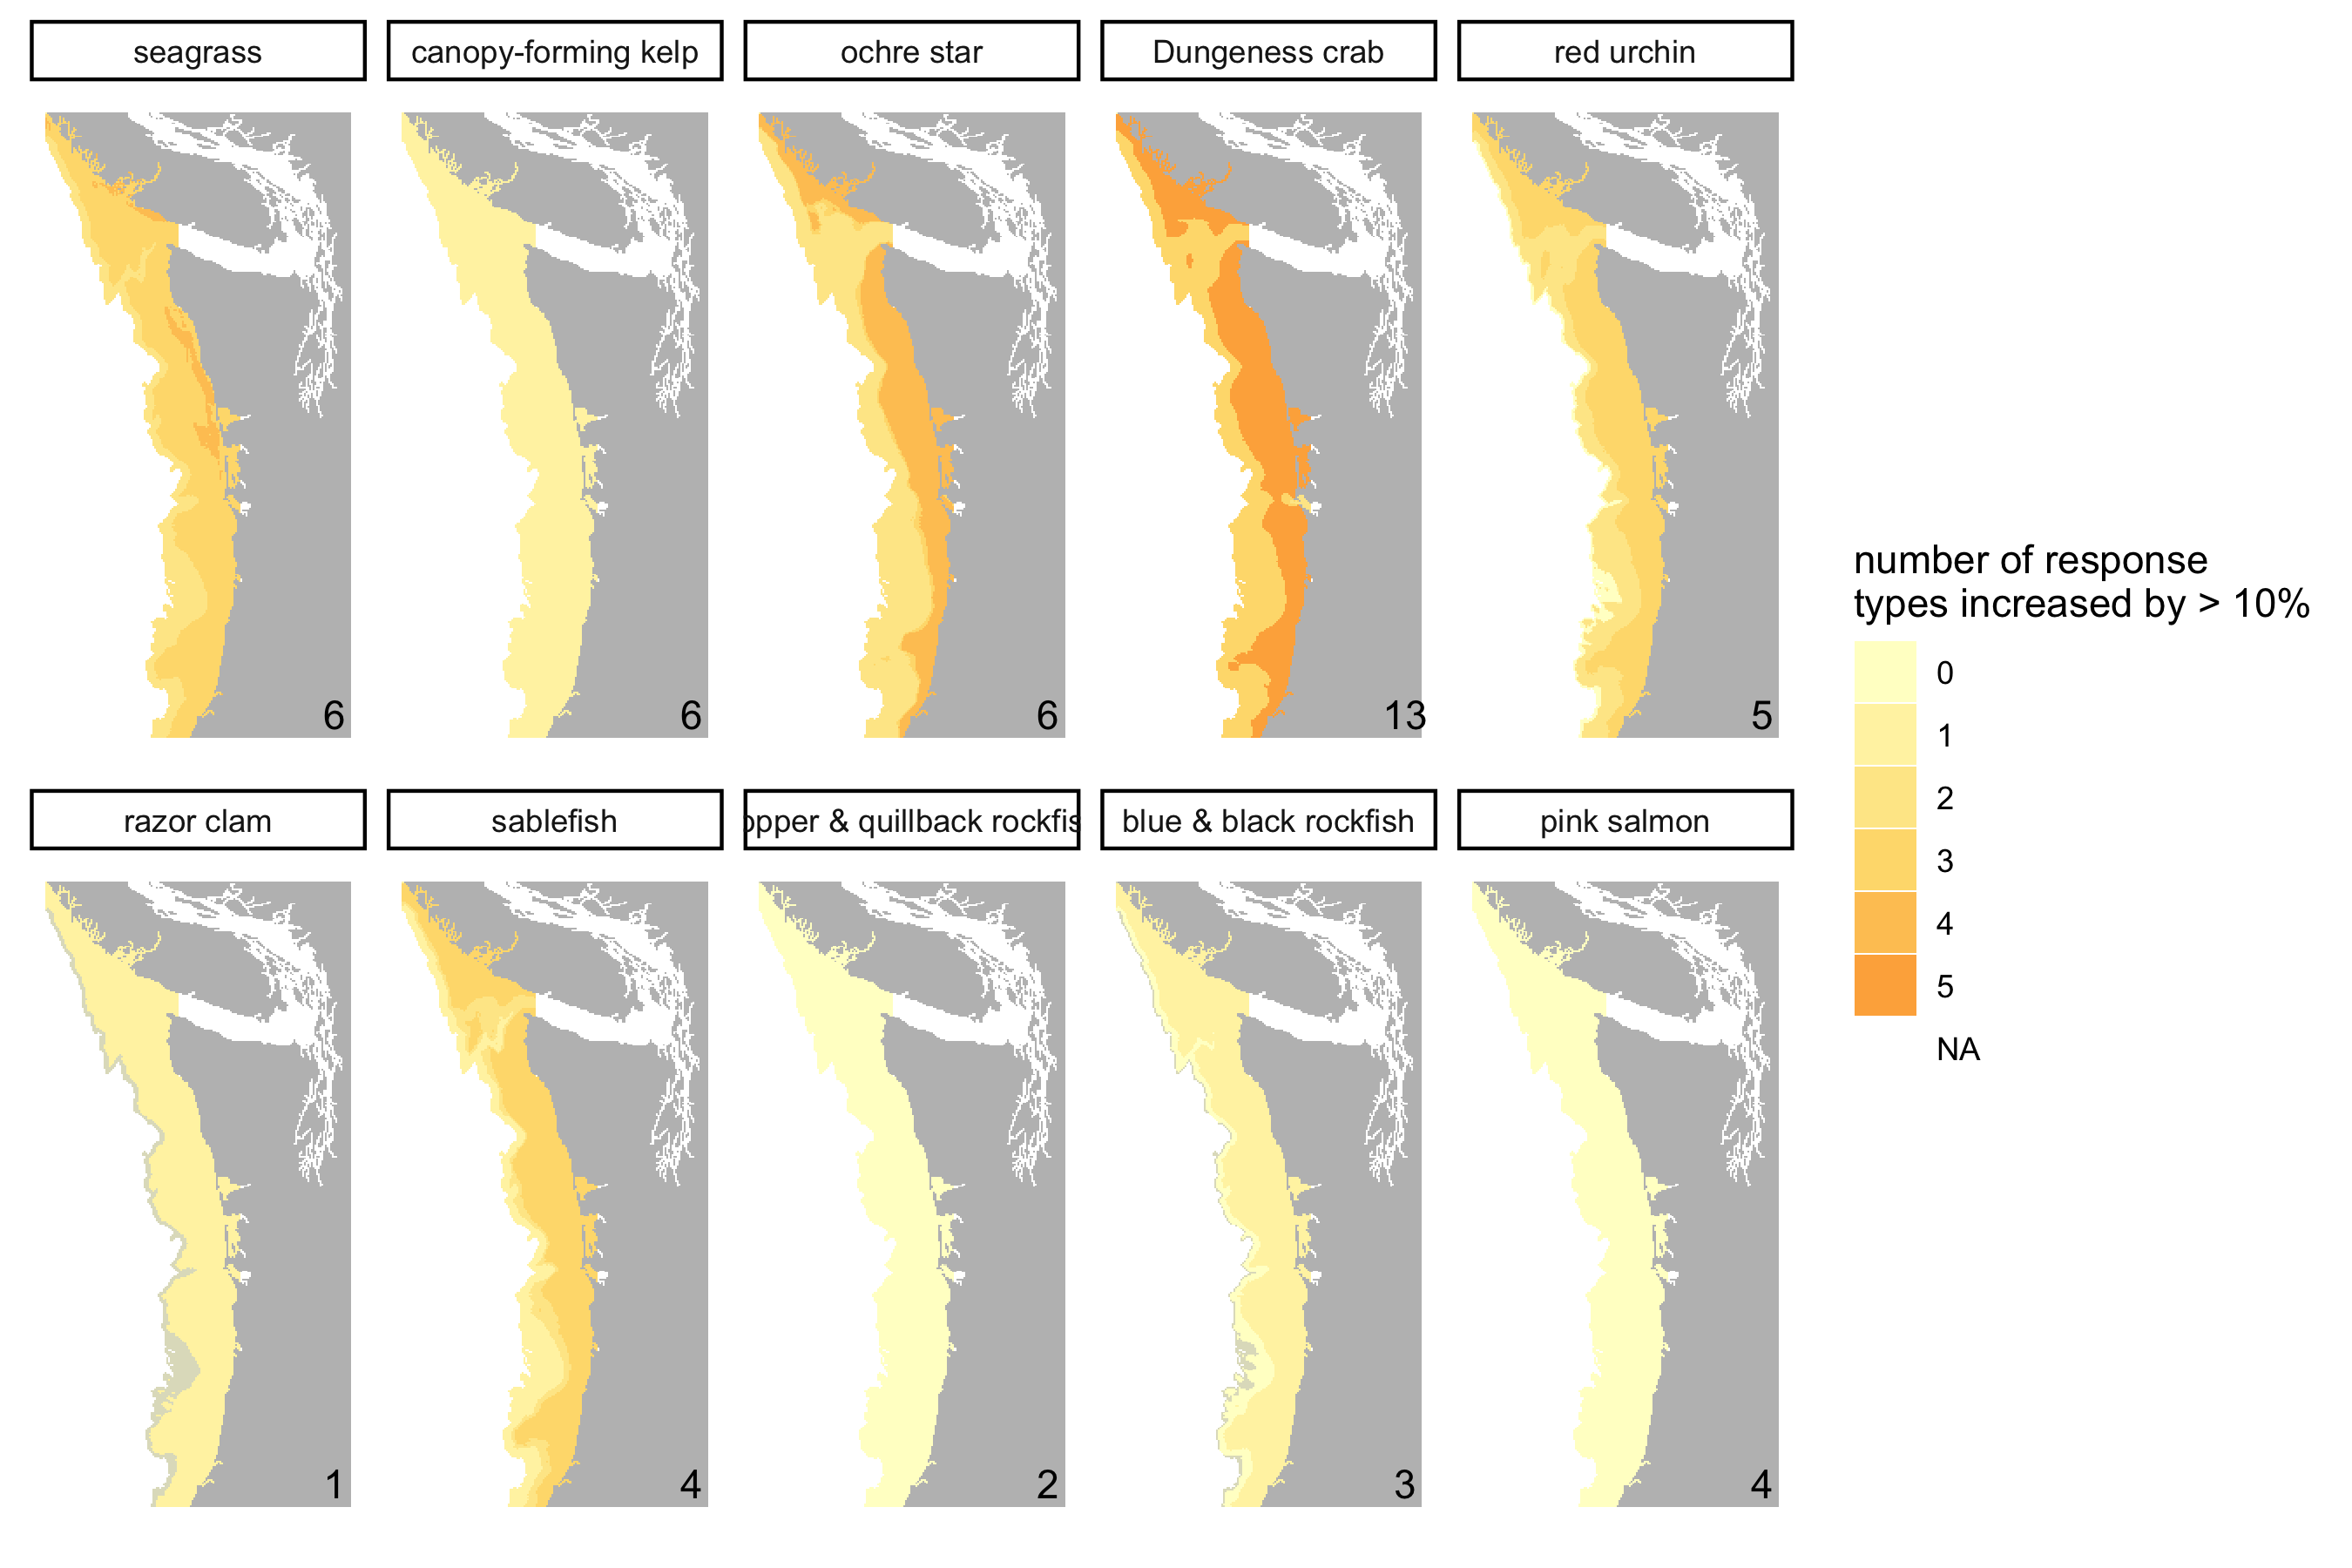 seagrass
canopy-forming kelp
ochre star
Dungeness crab
red urchin
6
6
6
13
5
razor clam
sablefish
opper & quillback rockfis
blue & black rockfish
pink salmon
1
4
2
3
4
number of response
types increased by > 10%
0
1
2
3
4
5
NA